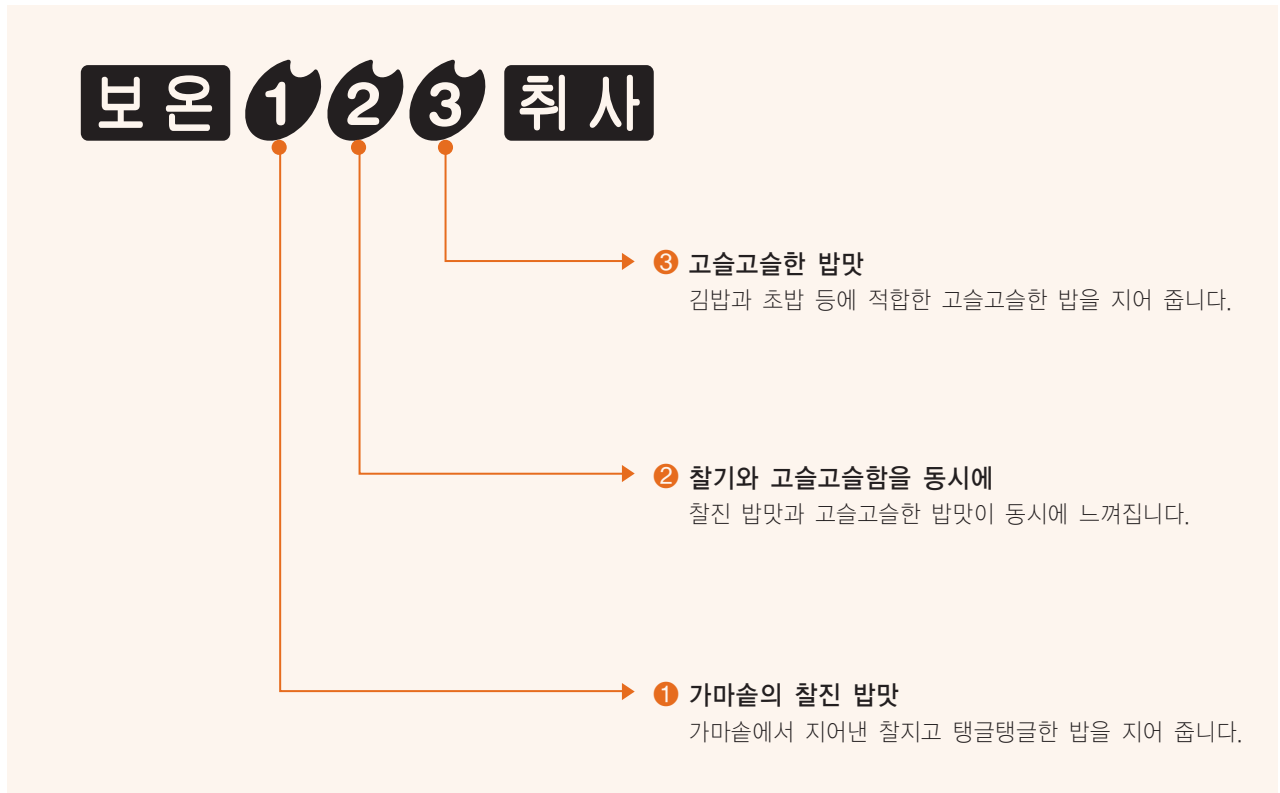 보온 1 2 3 취사
❸ 고슬고슬한 밥맛
김밥과 초밥 등에 적합한 고슬고슬한 밥을 지어 줍니다.
❷ 찰기와 고슬고슬함을 동시에
찰진 밥맛과 고슬고슬한 밥맛이 동시에 느껴집니다.
❶ 가마솥의 찰진 밥맛
가마솥에서 지어낸 찰지고 탱글탱글한 밥을 지어 줍니다.